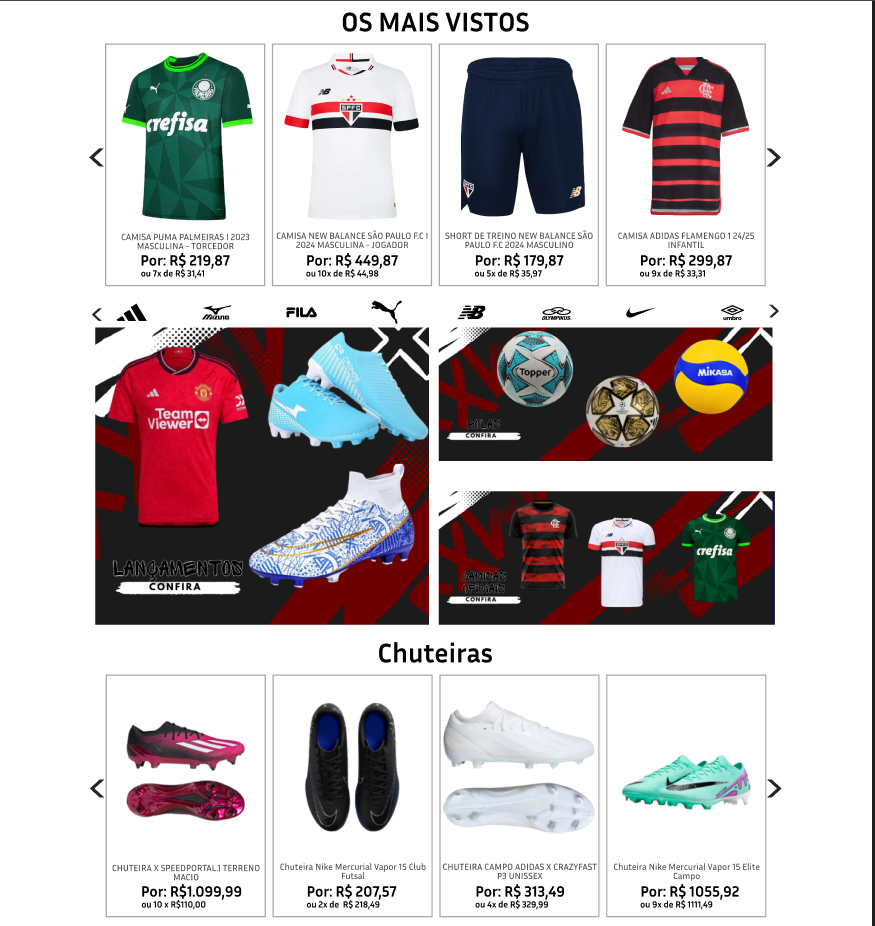 OS MAIS VISTOS
crefisa
NB
SPFC
NB
CAMISA PUMA PALMEIRAS I 2023
MASCULINA - TORCEDOR
Por: R$ 219,87
ou 7x de R$ 31,41
CAMISA NEW BALANCE SÃO PAULO F.C I
2024 MASCULINA - JOGADOR
Por: R$ 449,87
ou 10x de R$ 44,98
SHORT DE TREINO NEW BALANCE SÃO
PAULO F.C 2024 MASCULINO
Por: R$ 179,87
ou 5x de R$ 35,97
CAMISA ADIDAS FLAMENGO 1 24/25
INFANTIL
Por: R$ 299,87
ou 9x de R$ 33,31
MIZUNO
FILA
NB
OLYMPIKUS
umbro
Team
Viewer
LANÇAMENTOS
CONFIRA
Topper
MIKASA
BOLAS
CONFIRA
SPFC
crefisa
CAMISAS
OFICIAIS
CONFIRA
Chuteiras
CHUTEIRA X SPEEDPORTAL.1 TERRENO
MACIO
Por: R$1.099,99
ou 10 x R$110,00
Chuteira Nike Mercurial Vapor 15 Club
Futsal
Por: R$ 207,57
ou 2x de R$ 218,49
CHUTEIRA CAMPO ADIDAS X CRAZYFAST
P3 UNISSEX
Por: R$ 313,49
ou 4x de R$ 329,99
Chuteira Nike Mercurial Vapor 15 Elite
Campo
Por: R$ 1055,92
ou 9x de R$ 1111,49